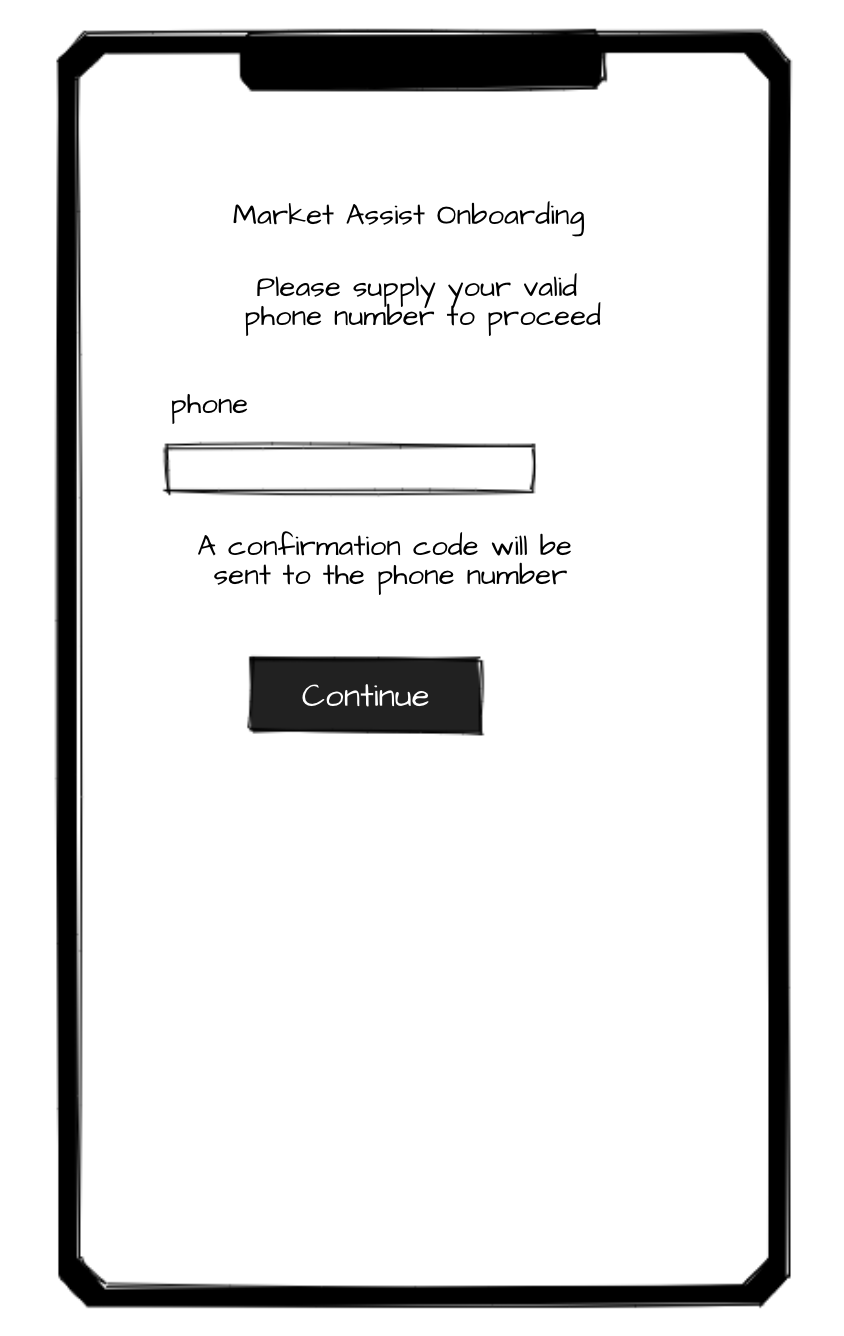 Market Assist Onboarding
Please supply your valid
phone number to proceed
phone
A confirmation code will be
sent to the phone number
Continue